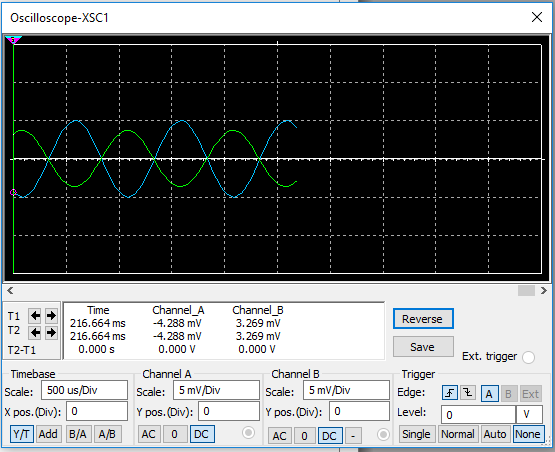 Oscilloscope-XSC1
T1
T2
T2-T1
Time Channel_A Channel_B
216.664 ms -4.288 mV 3.269 mV
216.664 ms -4.288 mV 3.269 mV
0.000 s 0.000 V 0.000 V
Reverse
Save
Ext. trigger
Timebase
Scale: 500 us/Div
X pos.(Div): 0
Y/T Add B/A A/B
Channel A
Scale: 5 mV/Div
Y pos.(Div): 0
AC 0 DC
Channel B
Scale: 5 mV/Div
Y pos.(Div): 0
AC 0 DC -
Trigger
Edge: A B Ext
Level: 0 V
Single Normal Auto None